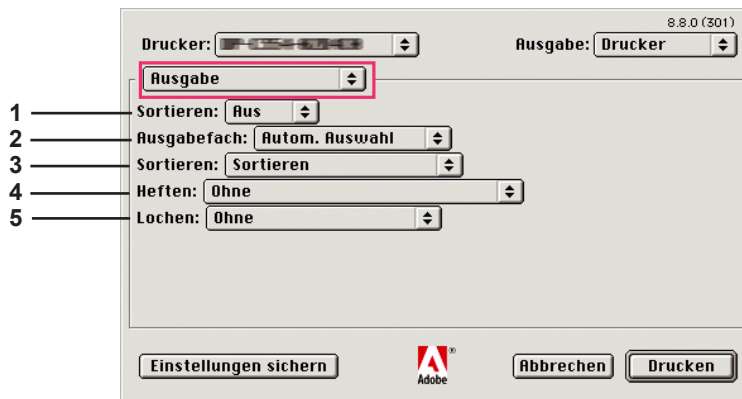 8.8.0 (301)
Drucker: Ausgabe: Drucker
Ausgabe
1 Sortieren: Aus
2 Ausgabefach: Autom. Auswahl
3 Sortieren: Sortieren
4 Heften: Ohne
5 Lochen: Ohne
Einstellungen sichern Adobe ® Abbrechen Drucken